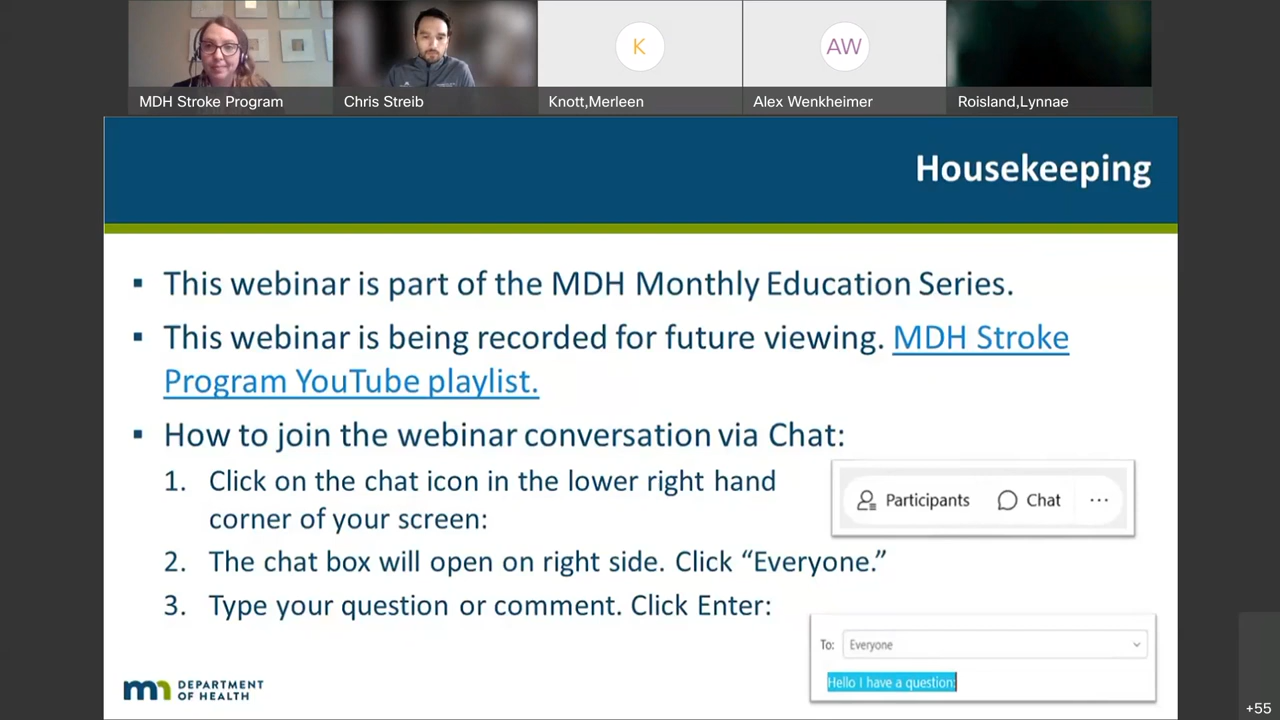 K
AW
MDH Stroke Program
Chris Streib
Knott,Merleen
Alex Wenkheimer
Roisland,Lynnae
Housekeeping
▪ This webinar is part of the MDH Monthly Education Series.
▪ This webinar is being recorded for future viewing. MDH Stroke
Program YouTube playlist.
▪ How to join the webinar conversation via Chat:
1. Click on the chat icon in the lower right hand
corner of your screen:
Participants Chat ...
2. The chat box will open on right side. Click “Everyone.”
3. Type your question or comment. Click Enter:
To: Everyone
Hello I have a question:
mn DEPARTMENT
OF HEALTH
+55